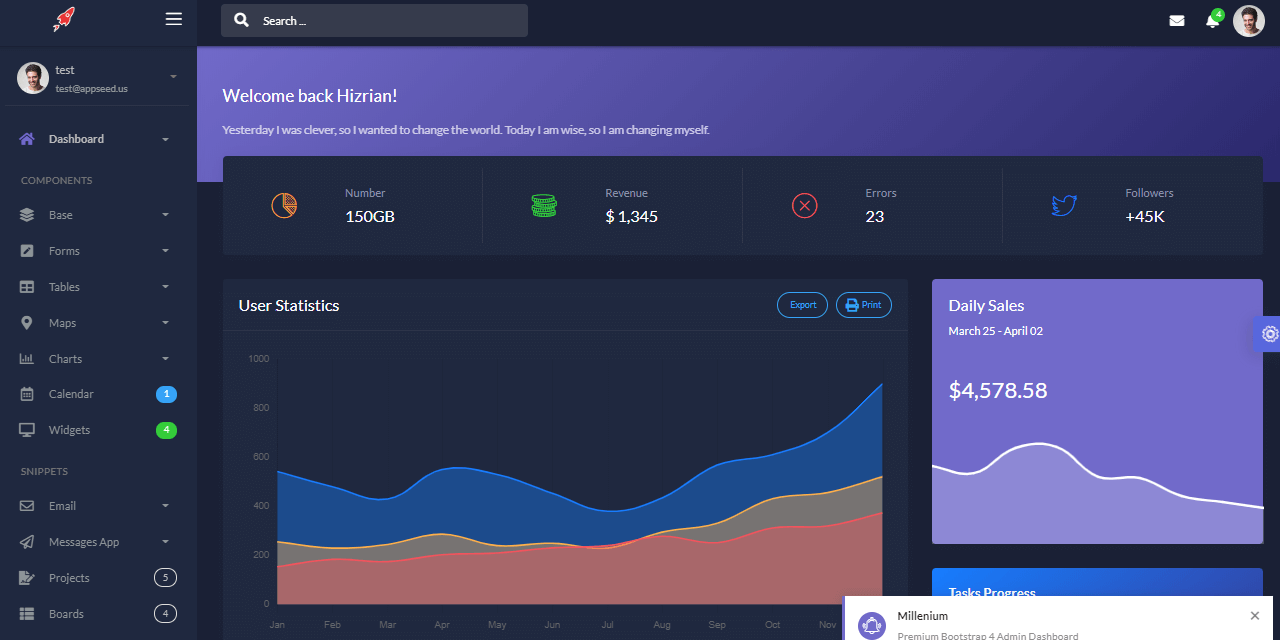 Search ...
4
test
test@appseed.us
Dashboard
COMPONENTS
Base
Forms
Tables
Maps
Charts
Calendar
1
Widgets
4
SNIPPETS
Email
Messages App
Projects
5
Boards
4
Welcome back Hizrian!
Yesterday I was clever, so I wanted to change the world. Today I am wise, so I am changing myself.
Number
150GB
Revenue
$ 1,345
Errors
23
Followers
+45K
User Statistics
Export
Print
1000
800
600
400
200
0
Jan Feb Mar Apr May Jun Jul Aug Sep Oct Nov
Daily Sales
March 25 - April 02
$4,578.58
Tasks Progress
Millenium
Premium Bootstrap 4 Admin Dashboard